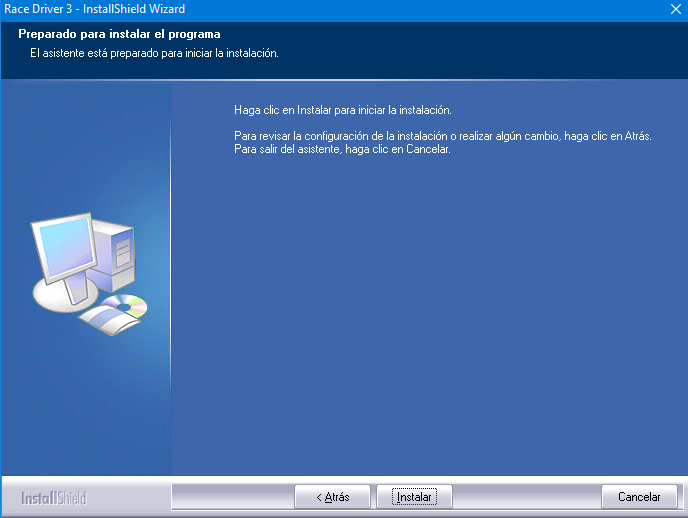 Race Driver 3 - InstallShield Wizard
Preparado para instalar el programa
El asistente está preparado para iniciar la instalación.
Haga clic en Instalar para iniciar la instalación.
Para revisar la configuración de la instalación o realizar algún cambio, haga clic en Atrás.
Para salir del asistente, haga clic en Cancelar.
InstallShield
< Atrás
Instalar
Cancelar